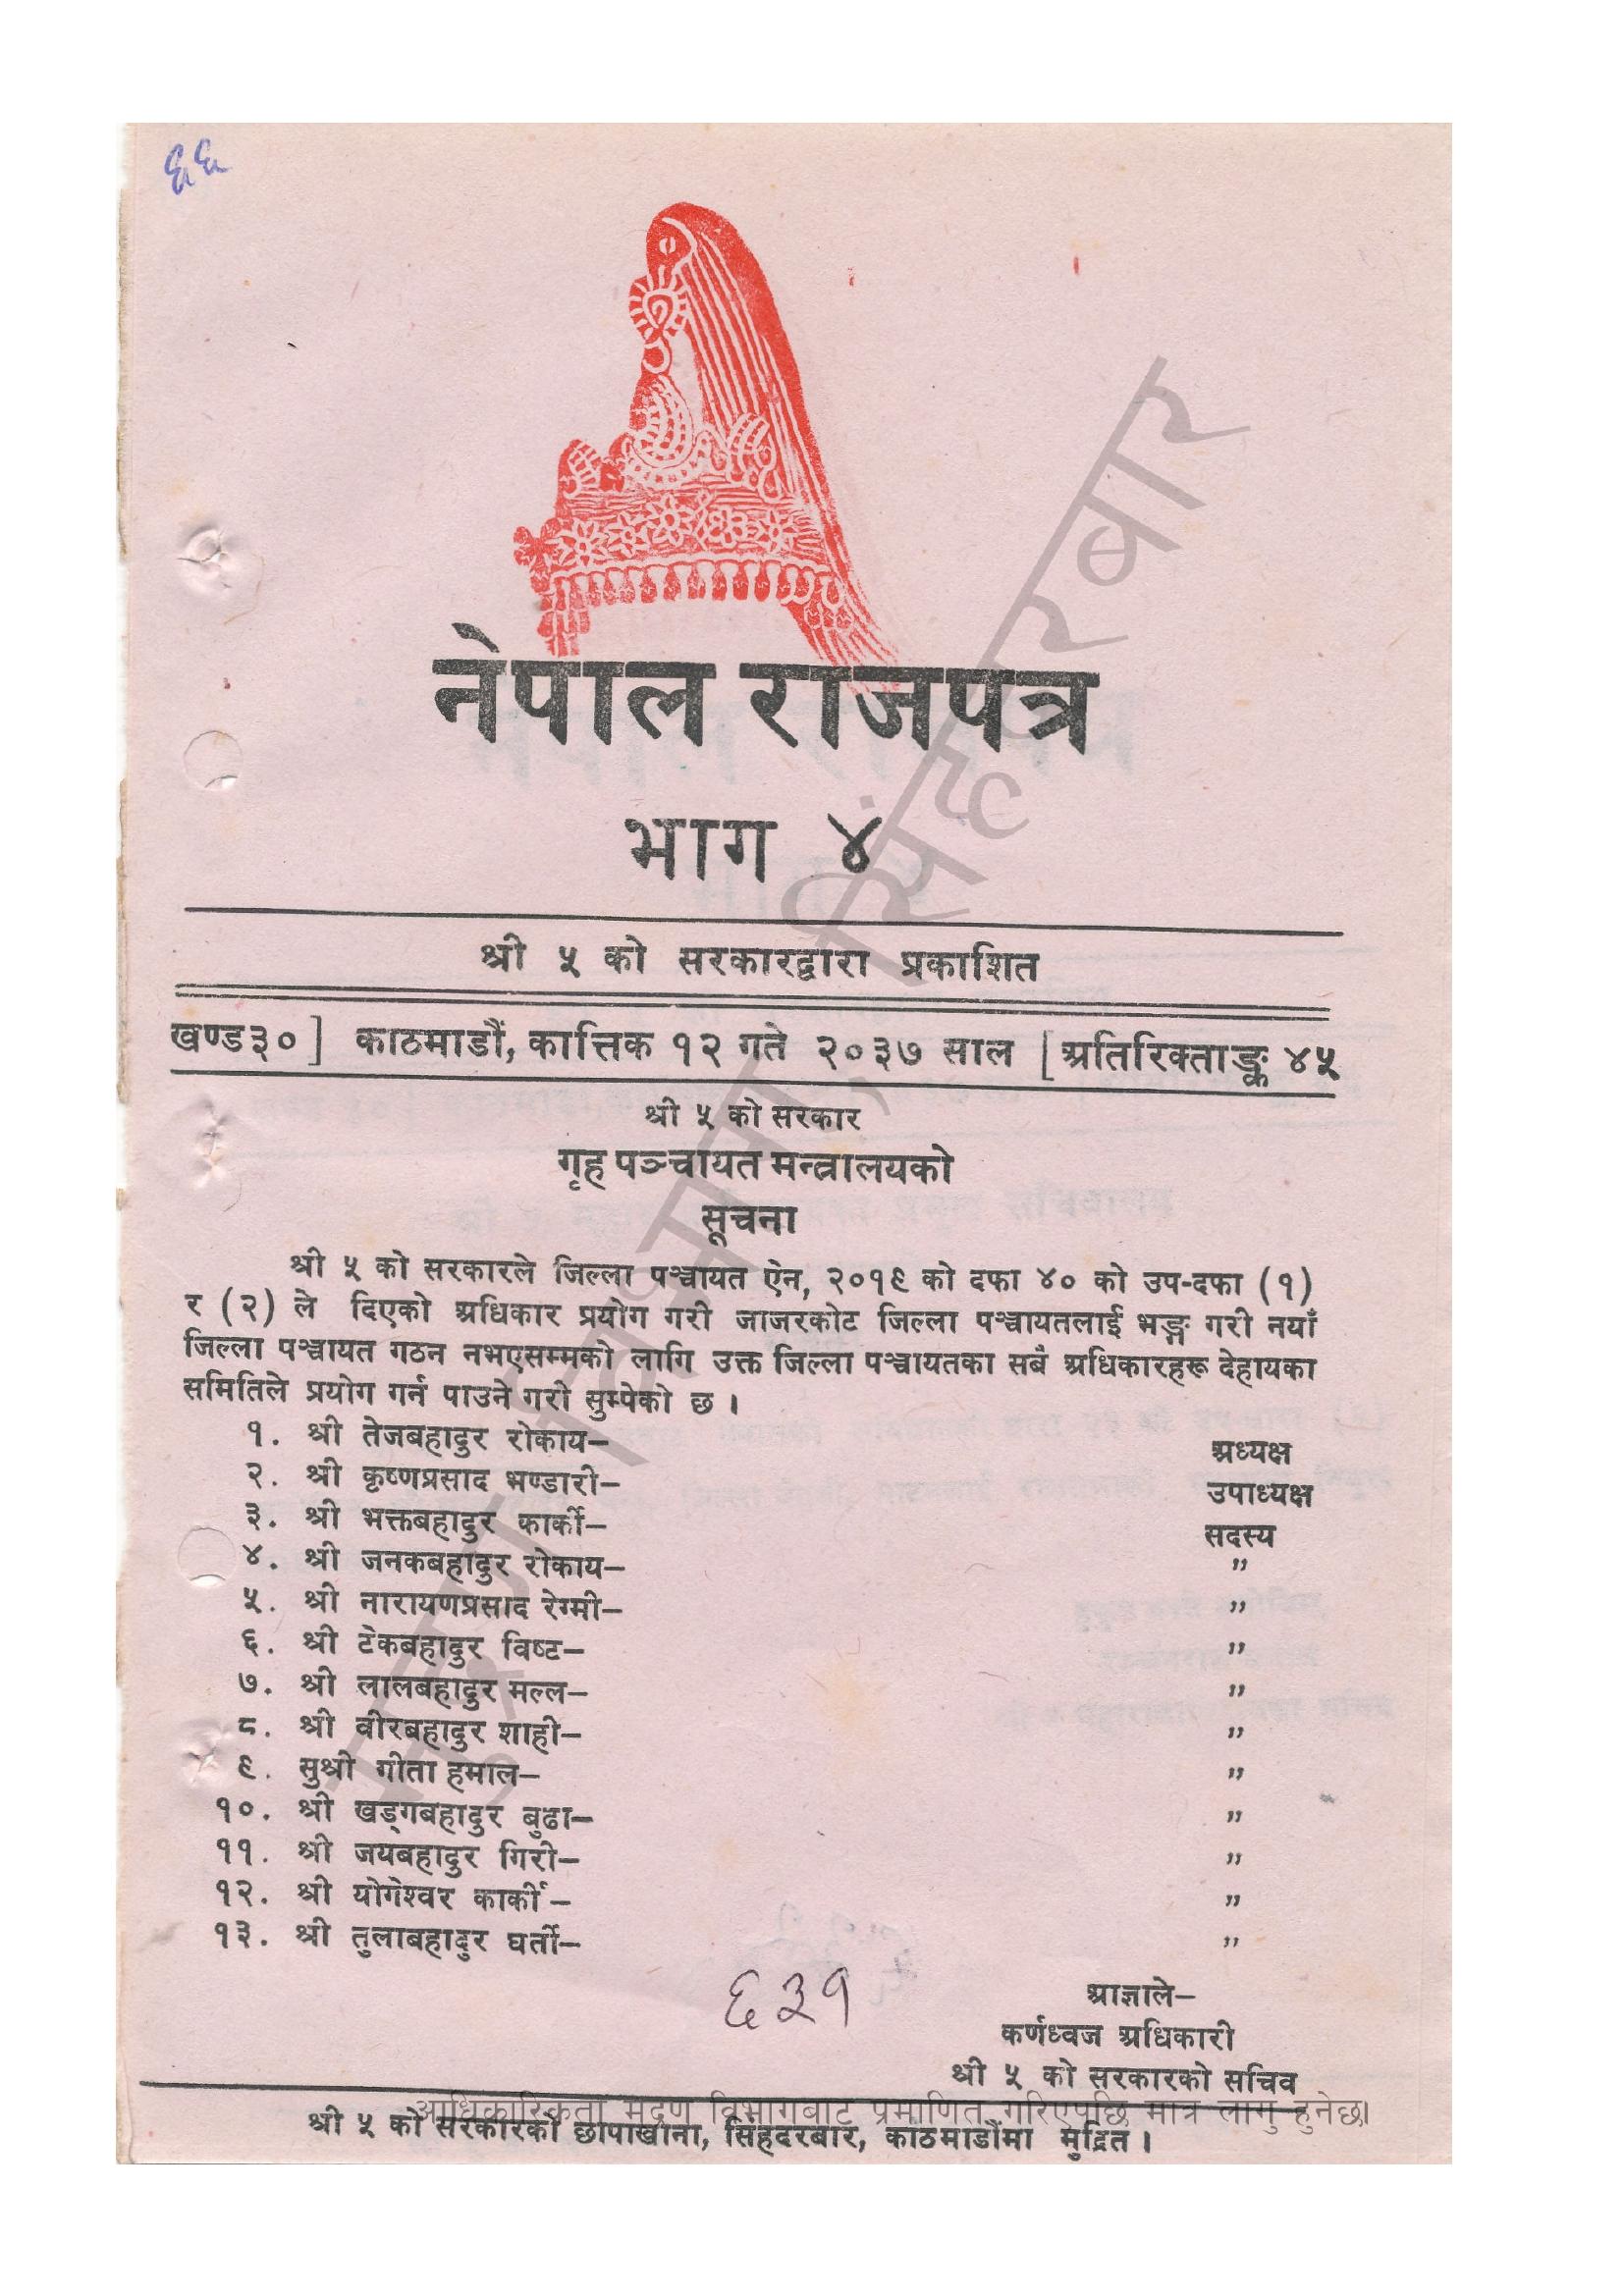 ६६
नेपाल राजपत्र
भाग ४
श्री ५ को सरकारद्वारा प्रकाशित
खण्ड३०] काठमाडौं, कात्तिक १२ गते २०३७ साल [अतिरिक्ताङ्क ४५
श्री ५ को सरकार
गृह पञ्चायत मन्त्रालयको
सूचना
श्री ५ को सरकारले जिल्ला पञ्चायत ऐन, २०१९ को दफा ४० को उप-दफा (१)
र (२) ले दिएको अधिकार प्रयोग गरी जाजरकोट जिल्ला पञ्चायतलाई भङ्ग गरी नयाँ
जिल्ला पञ्चायत गठन नभएसम्मको लागि उक्त जिल्ला पञ्चायतका सबै अधिकारहरू देहायका
समितिले प्रयोग गर्न पाउने गरी सुम्पेको छ ।
१. श्री तेजबहादुर रोकाय– अध्यक्ष
२. श्री कृष्णप्रसाद भण्डारी– उपाध्यक्ष
३. श्री भक्तबहादुर कार्की– सदस्य
४. श्री जनकबहादुर रोकाय– "
५. श्री नारायणप्रसाद रेग्मी– "
६. श्री टेकबहादुर विष्ट– "
७. श्री लालबहादुर मल्ल– "
८. श्री वीरबहादुर शाही– "
९. सुश्री गीता हमाल– "
१०. श्री खड्गबहादुर बुढा– "
११. श्री जयबहादुर गिरी– "
१२. श्री योगेश्वर कार्की– "
१३. श्री तुलाबहादुर घर्ती– "
६३१
आज्ञाले–
कर्णध्वज अधिकारी
श्री ५ को सरकारको सचिव
आधिकारिकता मुद्रण विभागबाट प्रमाणित गरिएपछि मात्र लागु हुनेछ।
श्री ५ को सरकारको छापाखाना, सिंहदरबार, काठमाडौंमा मुद्रित ।
मुद्रण विभाग, सिंहदरबार